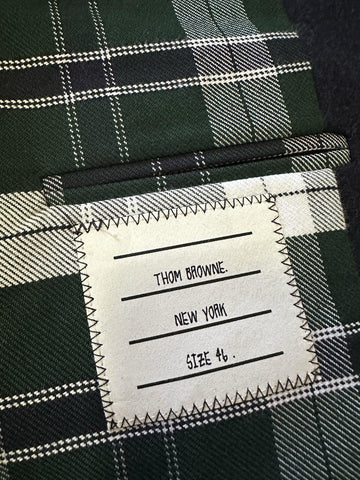 THOM BROWNE.
NEW YORK
SIZE 46 .